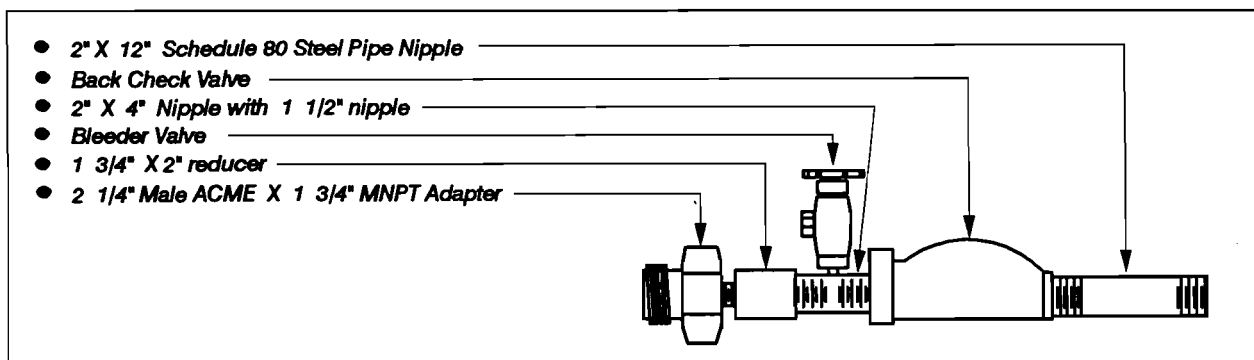 ● 2" X 12" Schedule 80 Steel Pipe Nipple
● Back Check Valve
● 2" X 4" Nipple with 1 1/2" nipple
● Bleeder Valve
● 1 3/4" X 2" reducer
● 2 1/4" Male ACME X 1 3/4" MNPT Adapter